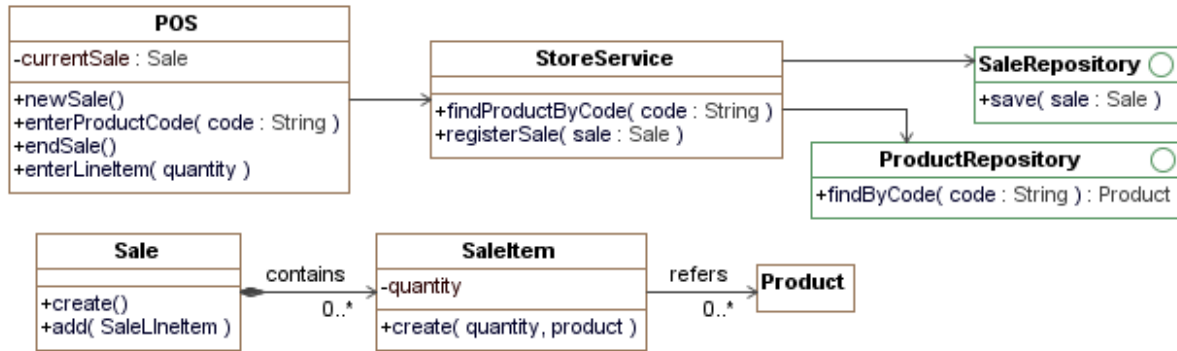 POS
-currentSale : Sale
+newSale()
+enterProductCode( code : String )
+endSale()
+enterLineItem( quantity )
StoreService
+findProductByCode( code : String )
+registerSale( sale : Sale )
SaleRepository
+save( sale : Sale )
ProductRepository
+findByCode( code : String ) : Product
Sale
+create()
+add( SaleLIneItem )
contains
0..*
SaleItem
-quantity
+create( quantity, product )
refers
0..*
Product